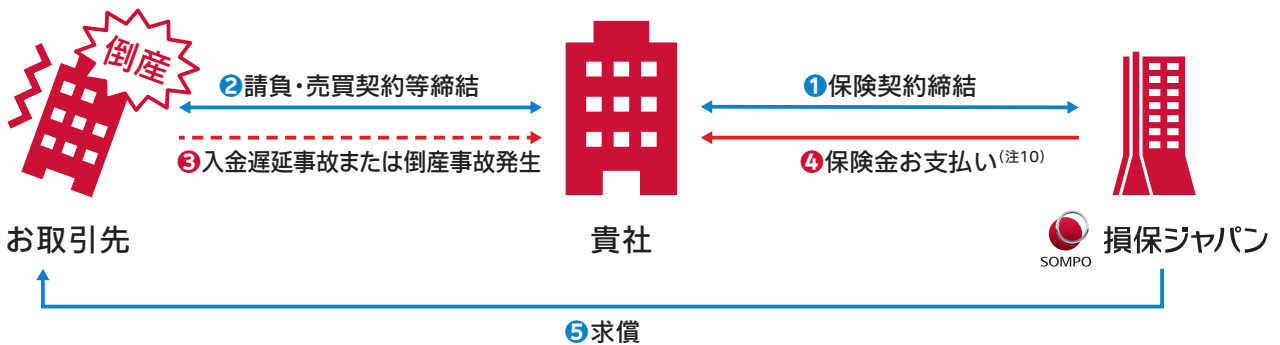 倒産
❷請負・売買契約等締結
❶保険契約締結
❸入金遅延事故または倒産事故発生
❹保険金お支払い(注10)
お取引先
貴社
SOMPO
損保ジャパン
❺求償